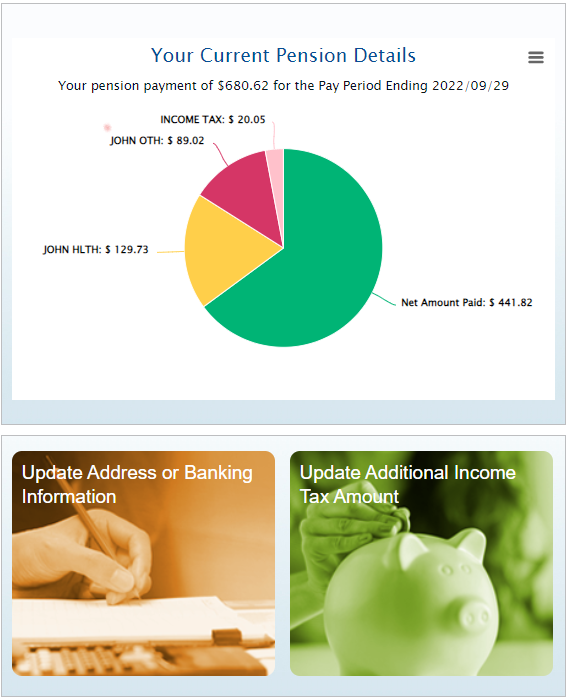 Your Current Pension Details
Your pension payment of $680.62 for the Pay Period Ending 2022/09/29
INCOME TAX: $ 20.05
JOHN OTH: $ 89.02
JOHN HLTH: $ 129.73
Net Amount Paid: $ 441.82
Update Address or Banking
Information
Update Additional Income
Tax Amount